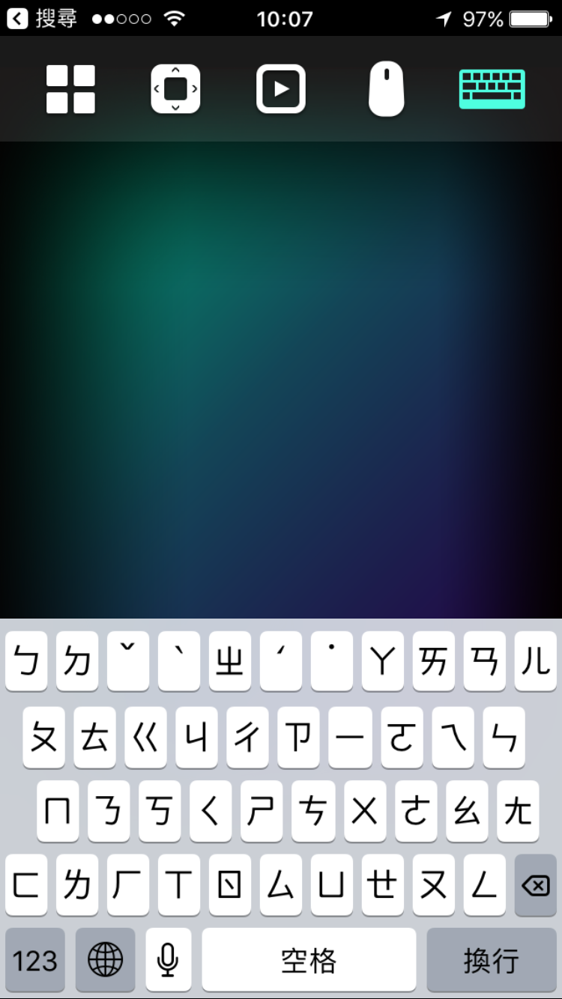 搜尋 10:07 97%
ㄅ ㄉ ˇ ˋ ㄓ ˊ ˙ ㄚ ㄞ ㄢ ㄦ
ㄆ ㄊ ㄍ ㄐ ㄔ ㄗ ㄧ ㄛ ㄟ ㄣ
ㄇ ㄋ ㄎ ㄑ ㄕ ㄘ ㄨ ㄜ ㄠ ㄤ
ㄈ ㄌ ㄏ ㄒ ㄖ ㄙ ㄩ ㄝ ㄡ ㄥ
123 空格 換行